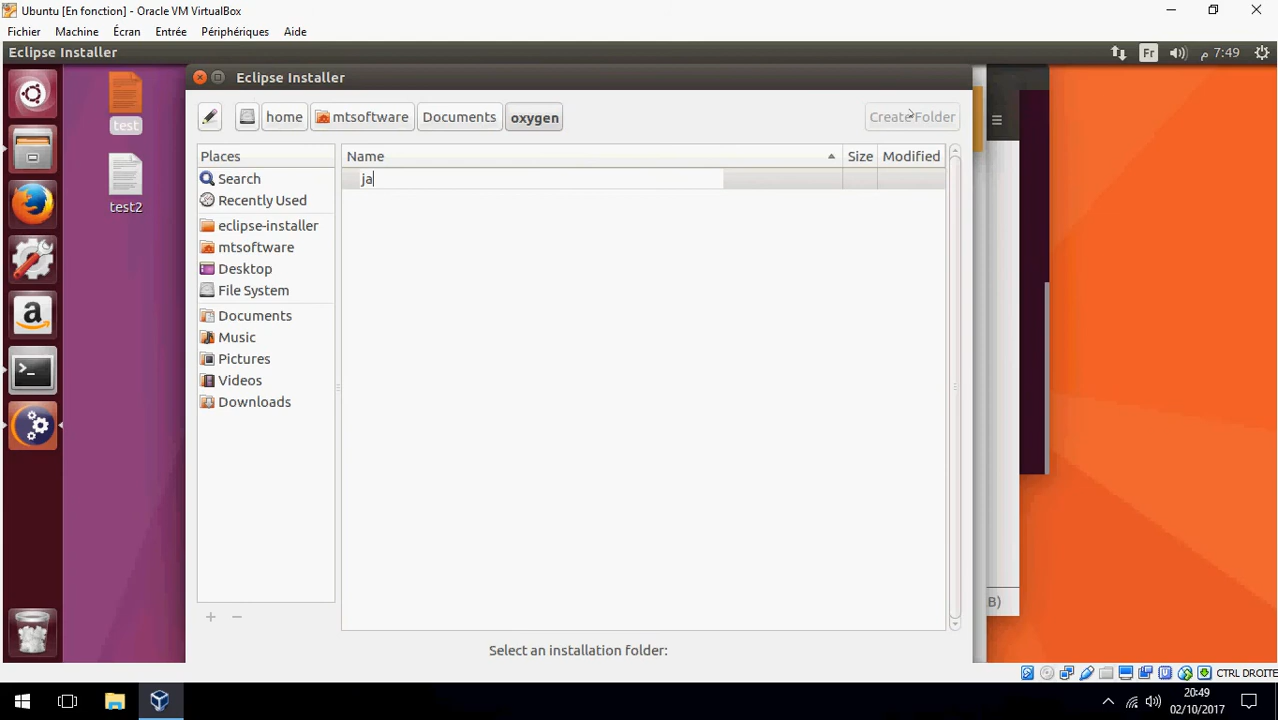 Ubuntu [En fonction] - Oracle VM VirtualBox
Fichier Machine Écran Entrée Périphériques Aide
Eclipse Installer
Fr
7:49 م
Eclipse Installer
home mtsoftware Documents oxygen Create Folder
Places
Name Size Modified
ja
Search
Recently Used
eclipse-installer
mtsoftware
Desktop
File System
Documents
Music
Pictures
Videos
Downloads
test
test2
B)
Select an installation folder:
CTRL DROITE
20:49
02/10/2017